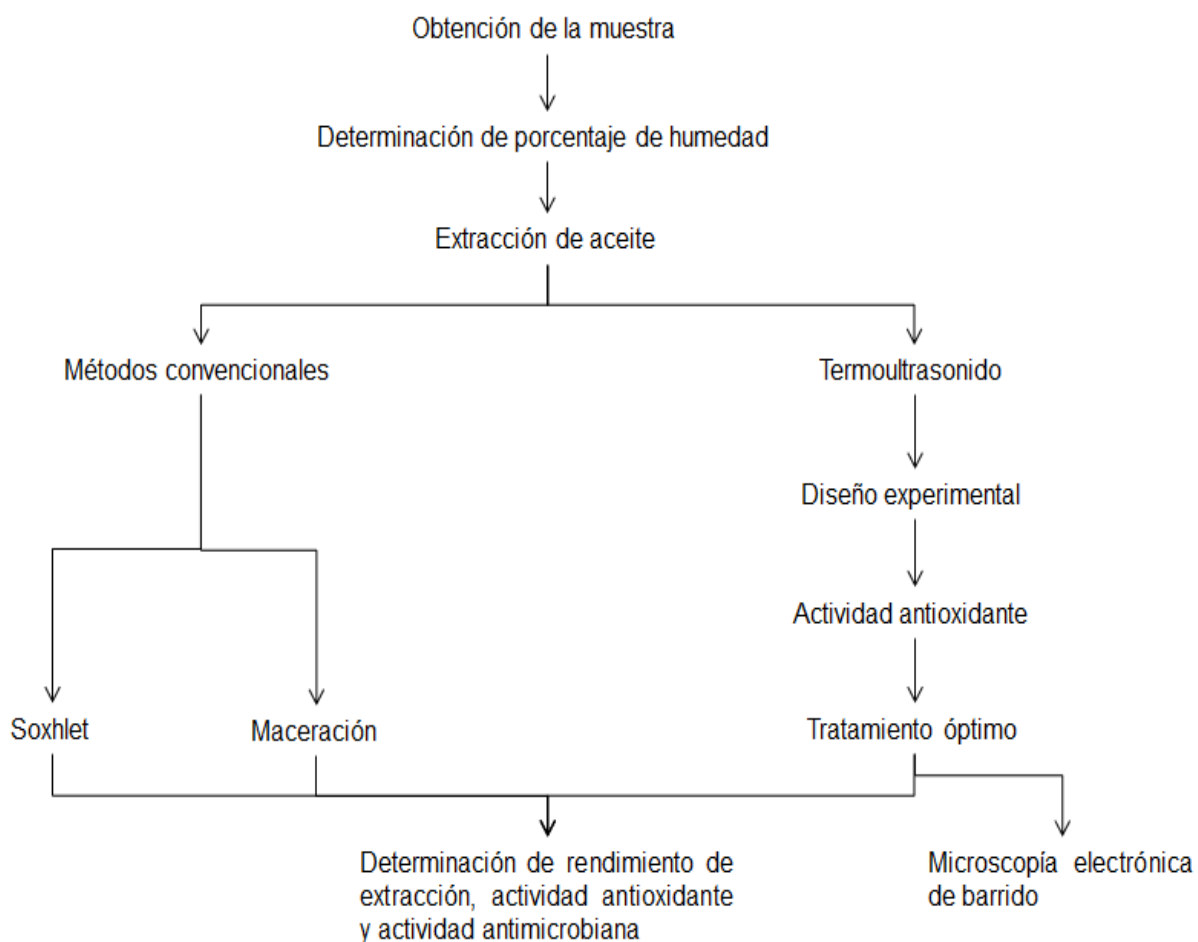 Obtención de la muestra
Determinación de porcentaje de humedad
Extracción de aceite
Métodos convencionales
Termoultrasonido
Diseño experimental
Actividad antioxidante
Soxhlet
Maceración
Tratamiento óptimo
Determinación de rendimiento de
extracción, actividad antioxidante
y actividad antimicrobiana
Microscopía electrónica
de barrido